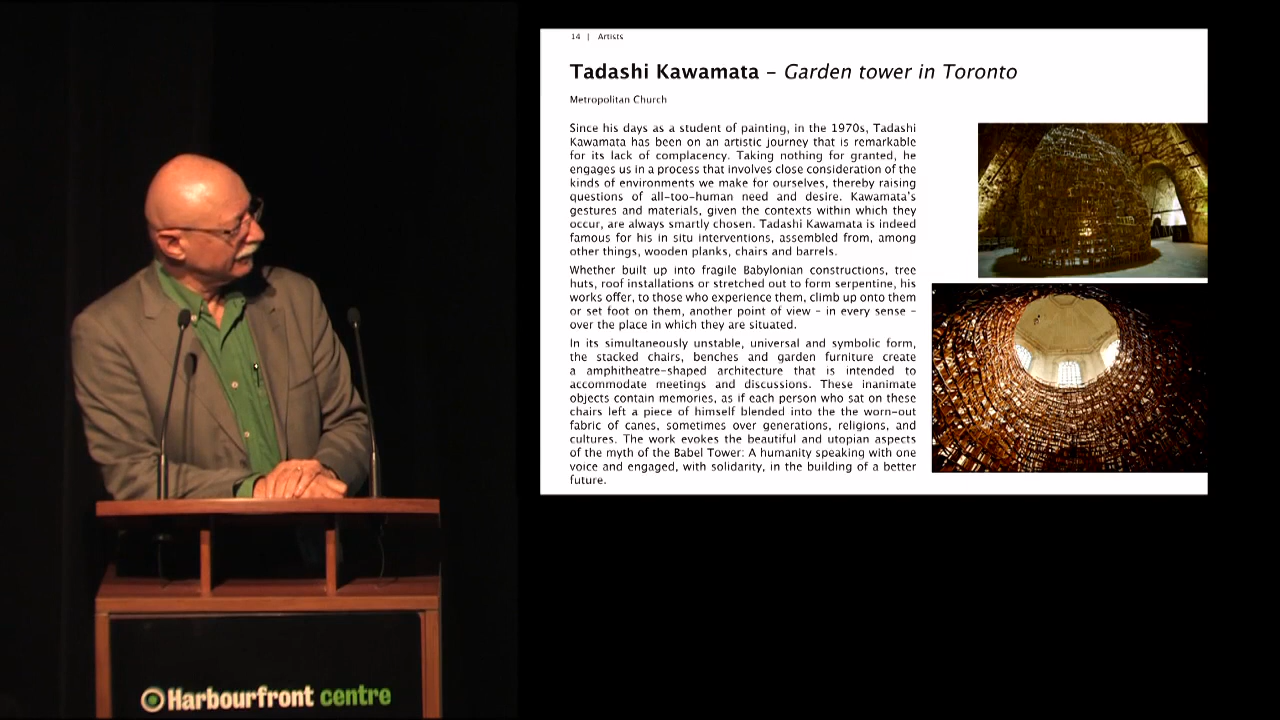 14 | Artists
Tadashi Kawamata – Garden tower in Toronto
Metropolitan Church
Since his days as a student of painting, in the 1970s, Tadashi
Kawamata has been on an artistic journey that is remarkable
for its lack of complacency. Taking nothing for granted, he
engages us in a process that involves close consideration of the
kinds of environments we make for ourselves, thereby raising
questions of all-too-human need and desire. Kawamata's
gestures and materials, given the contexts within which they
occur, are always smartly chosen. Tadashi Kawamata is indeed
famous for his in situ interventions, assembled from, among
other things, wooden planks, chairs and barrels.
Whether built up into fragile Babylonian constructions, tree
huts, roof installations or stretched out to form serpentine, his
works offer, to those who experience them, climb up onto them
or set foot on them, another point of view – in every sense –
over the place in which they are situated.
In its simultaneously unstable, universal and symbolic form,
the stacked chairs, benches and garden furniture create
a amphitheatre-shaped architecture that is intended to
accommodate meetings and discussions. These inanimate
objects contain memories, as if each person who sat on these
chairs left a piece of himself blended into the the worn-out
fabric of canes, sometimes over generations, religions, and
cultures. The work evokes the beautiful and utopian aspects
of the myth of the Babel Tower: A humanity speaking with one
voice and engaged, with solidarity, in the building of a better
future.
Harbourfront centre